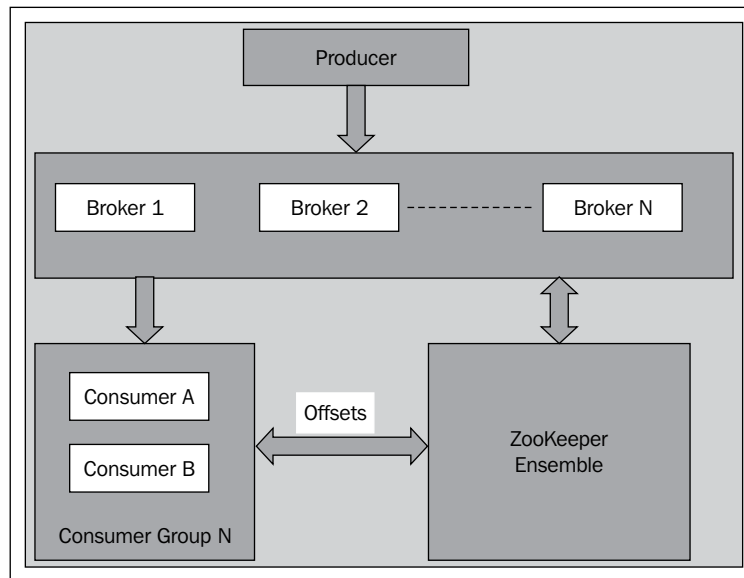 Producer
Broker 1
Broker 2
Broker N
Consumer A
Consumer B
Consumer Group N
Offsets
ZooKeeper
Ensemble